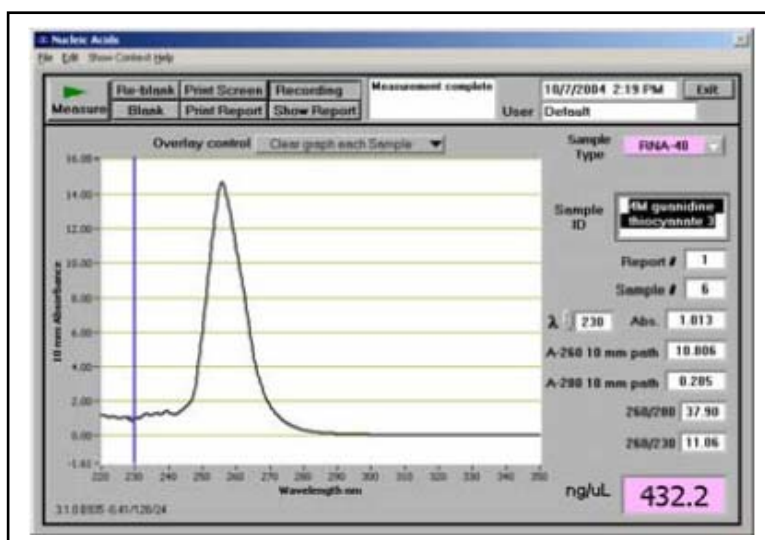 Nucleic Acids
File Edit Show Context Help
Measure Re-blank Print Screen Recording Measurement complete 10/7/2004 2:19 PM Exit
Blank Print Report Show Report User Default
Overlay control Clear graph each Sample
Sample Type RNA-40
Sample ID 4M guanidine thiocynnate 3
Report # 1
Sample # 6
λ 230 Abs. 1.013
A-260 10 mm path 10.806
A-280 10 mm path 0.285
260/280 37.90
260/230 11.06
ng/uL 432.2
10 mm Absorbance
16.00
14.00
12.00
10.00
8.00
6.00
4.00
2.00
0.00
220 230 240 250 260 270 280 290 300 310 320 330 340 350
Wavelength nm